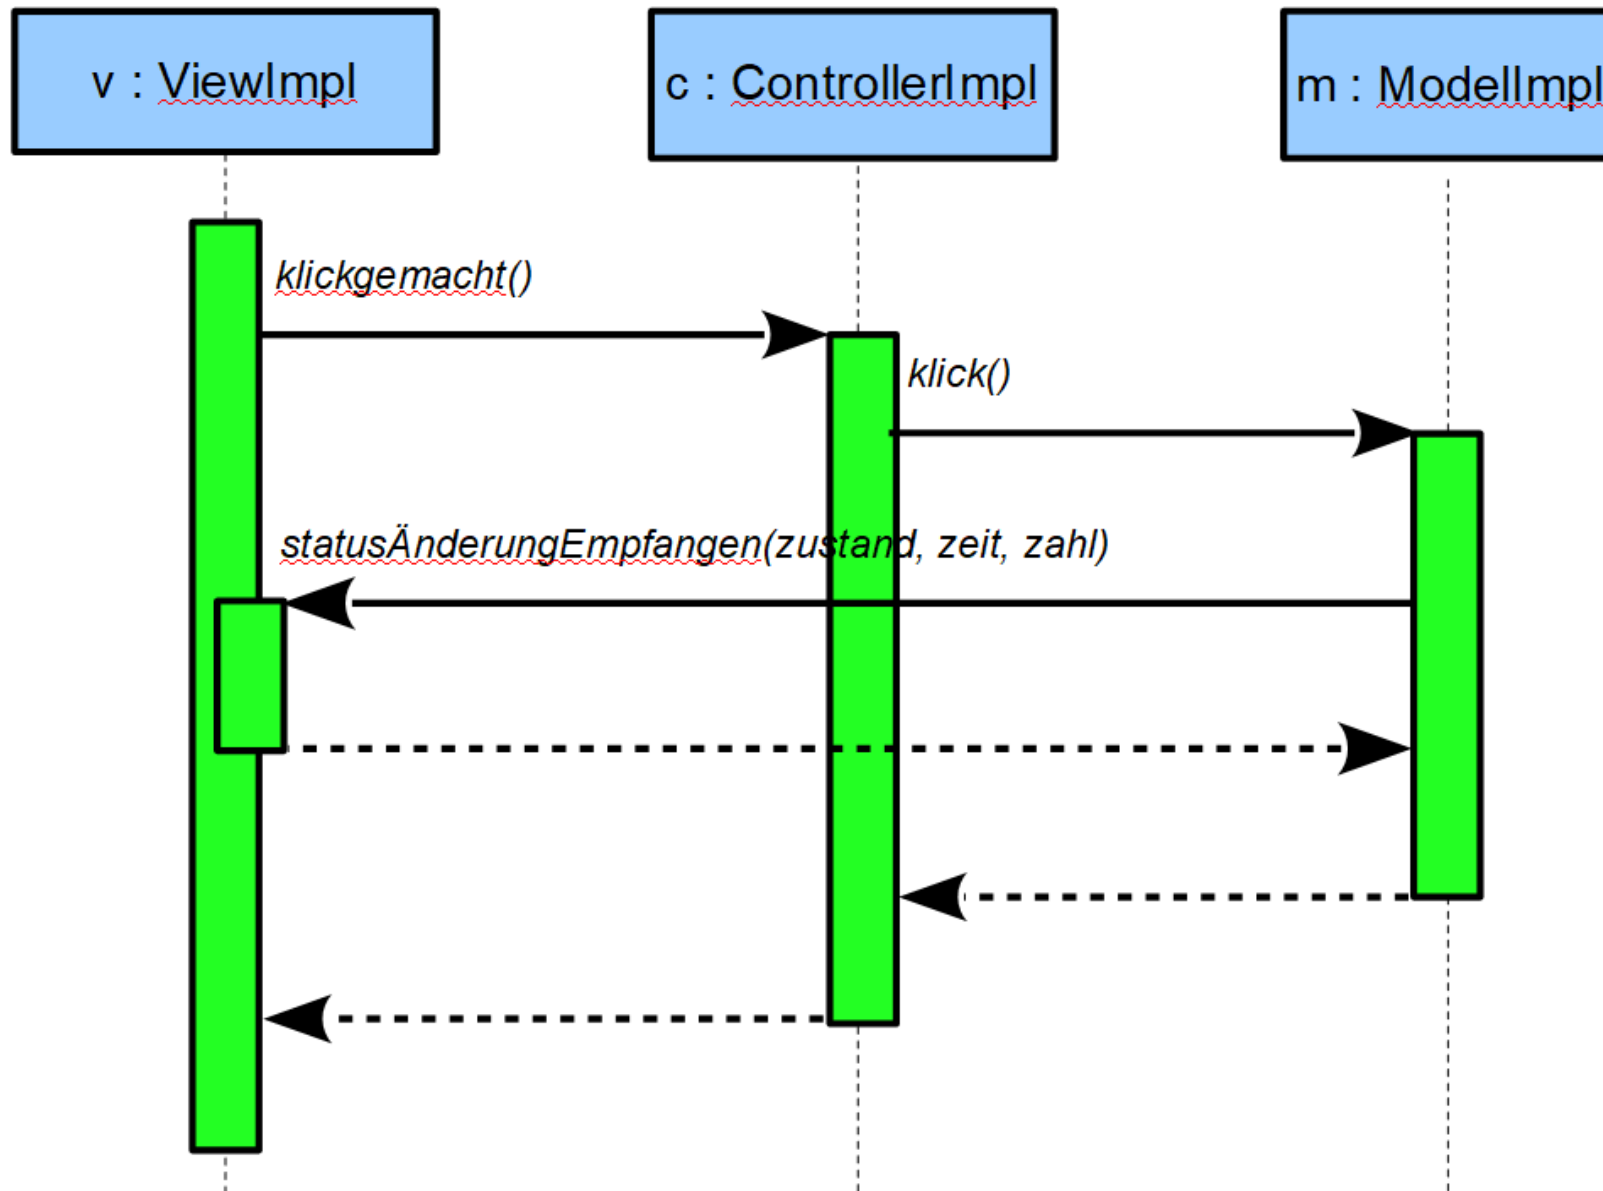 v : ViewImpl
c : ControllerImpl
m : ModelImpl
klickgemacht()
klick()
statusÄnderungEmpfangen(zustand, zeit, zahl)